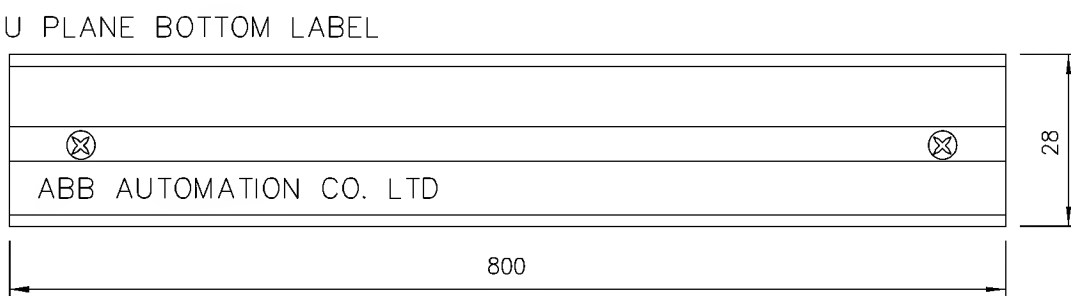 U PLANE BOTTOM LABEL
28
ABB AUTOMATION CO. LTD
800